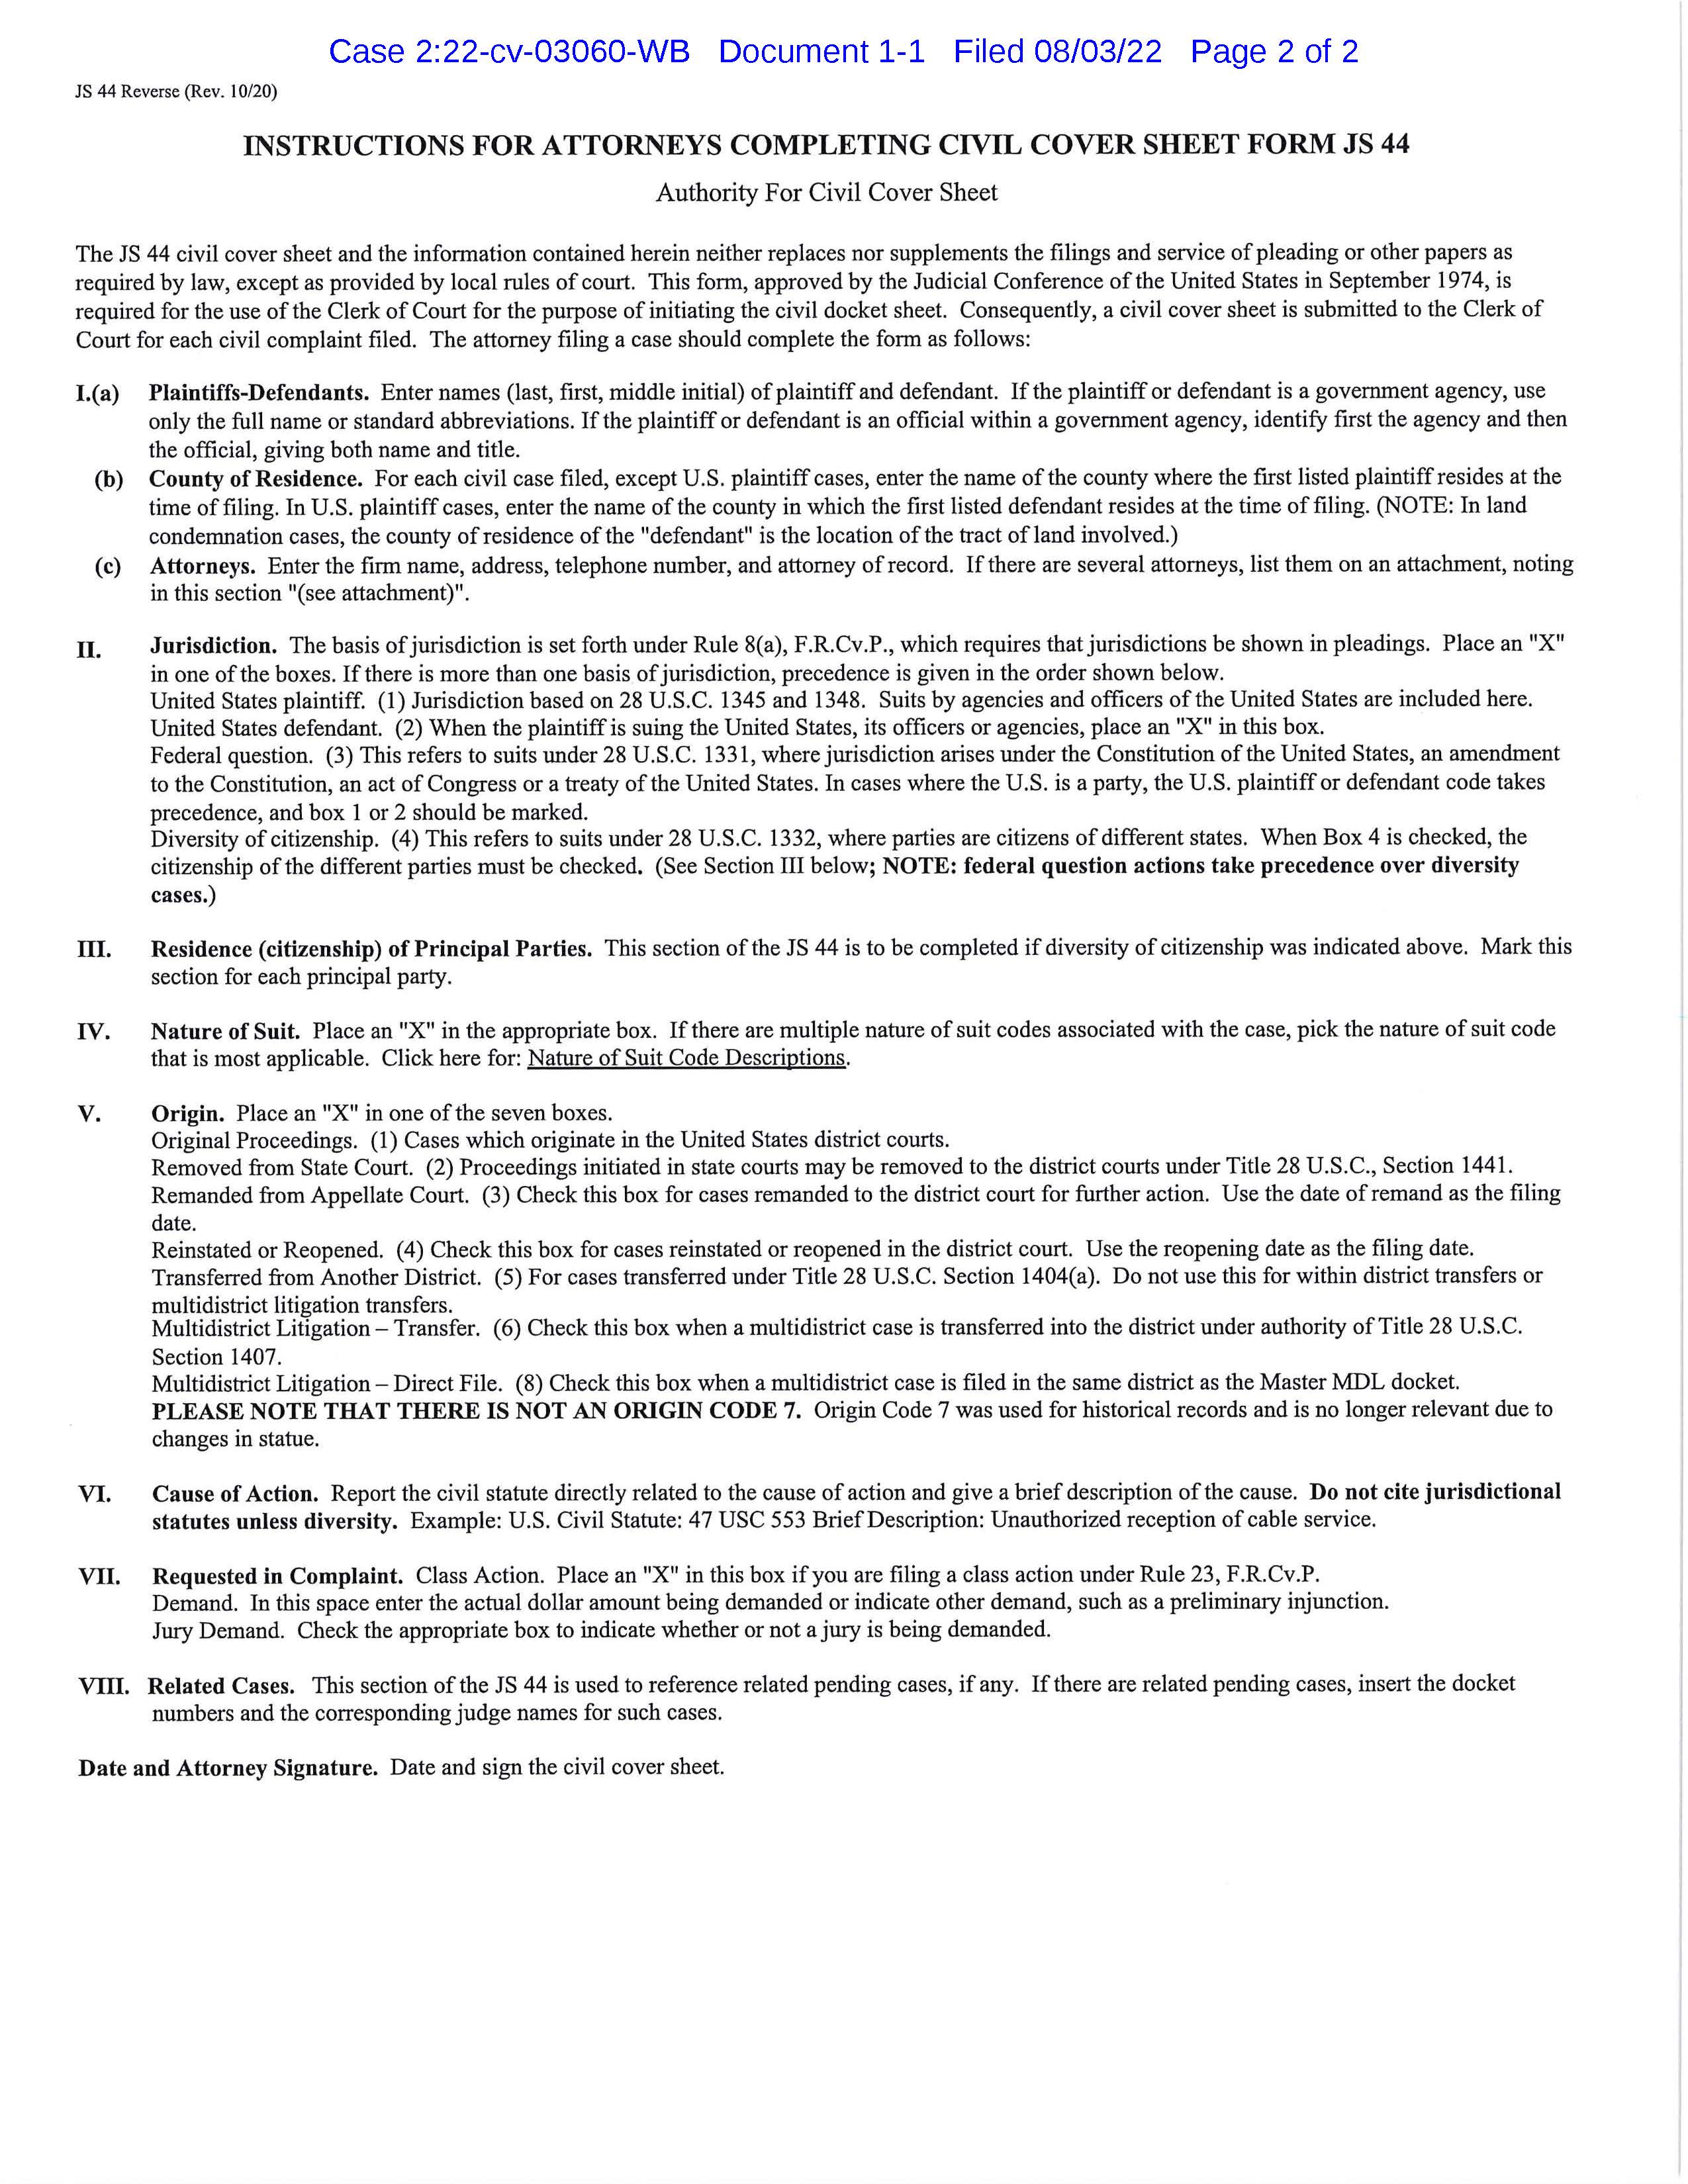 Case 2:22-cv-03060-WB Document 1-1 Filed 08/03/22 Page 2 of 2
JS 44 Reverse (Rev. 10/20)
INSTRUCTIONS FOR ATTORNEYS COMPLETING CIVIL COVER SHEET FORM JS 44
Authority For Civil Cover Sheet
The JS 44 civil cover sheet and the information contained herein neither replaces nor supplements the filings and service of pleading or other papers as
required by law, except as provided by local rules of court. This form, approved by the Judicial Conference of the United States in September 1974, is
required for the use of the Clerk of Court for the purpose of initiating the civil docket sheet. Consequently, a civil cover sheet is submitted to the Clerk of
Court for each civil complaint filed. The attorney filing a case should complete the form as follows:
I.(a) Plaintiffs-Defendants. Enter names (last, first, middle initial) of plaintiff and defendant. If the plaintiff or defendant is a government agency, use
only the full name or standard abbreviations. If the plaintiff or defendant is an official within a government agency, identify first the agency and then
the official, giving both name and title.
(b) County of Residence. For each civil case filed, except U.S. plaintiff cases, enter the name of the county where the first listed plaintiff resides at the
time of filing. In U.S. plaintiff cases, enter the name of the county in which the first listed defendant resides at the time of filing. (NOTE: In land
condemnation cases, the county of residence of the "defendant" is the location of the tract of land involved.)
(c) Attorneys. Enter the firm name, address, telephone number, and attorney of record. If there are several attorneys, list them on an attachment, noting
in this section "(see attachment)".
II. Jurisdiction. The basis of jurisdiction is set forth under Rule 8(a), F.R.Cv.P., which requires that jurisdictions be shown in pleadings. Place an "X"
in one of the boxes. If there is more than one basis of jurisdiction, precedence is given in the order shown below.
United States plaintiff. (1) Jurisdiction based on 28 U.S.C. 1345 and 1348. Suits by agencies and officers of the United States are included here.
United States defendant. (2) When the plaintiff is suing the United States, its officers or agencies, place an "X" in this box.
Federal question. (3) This refers to suits under 28 U.S.C. 1331, where jurisdiction arises under the Constitution of the United States, an amendment
to the Constitution, an act of Congress or a treaty of the United States. In cases where the U.S. is a party, the U.S. plaintiff or defendant code takes
precedence, and box 1 or 2 should be marked.
Diversity of citizenship. (4) This refers to suits under 28 U.S.C. 1332, where parties are citizens of different states. When Box 4 is checked, the
citizenship of the different parties must be checked. (See Section III below; NOTE: federal question actions take precedence over diversity
cases.)
III. Residence (citizenship) of Principal Parties. This section of the JS 44 is to be completed if diversity of citizenship was indicated above. Mark this
section for each principal party.
IV. Nature of Suit. Place an "X" in the appropriate box. If there are multiple nature of suit codes associated with the case, pick the nature of suit code
that is most applicable. Click here for: Nature of Suit Code Descriptions.
V. Origin. Place an "X" in one of the seven boxes.
Original Proceedings. (1) Cases which originate in the United States district courts.
Removed from State Court. (2) Proceedings initiated in state courts may be removed to the district courts under Title 28 U.S.C., Section 1441.
Remanded from Appellate Court. (3) Check this box for cases remanded to the district court for further action. Use the date of remand as the filing
date.
Reinstated or Reopened. (4) Check this box for cases reinstated or reopened in the district court. Use the reopening date as the filing date.
Transferred from Another District. (5) For cases transferred under Title 28 U.S.C. Section 1404(a). Do not use this for within district transfers or
multidistrict litigation transfers.
Multidistrict Litigation – Transfer. (6) Check this box when a multidistrict case is transferred into the district under authority of Title 28 U.S.C.
Section 1407.
Multidistrict Litigation – Direct File. (8) Check this box when a multidistrict case is filed in the same district as the Master MDL docket.
PLEASE NOTE THAT THERE IS NOT AN ORIGIN CODE 7. Origin Code 7 was used for historical records and is no longer relevant due to
changes in statue.
VI. Cause of Action. Report the civil statute directly related to the cause of action and give a brief description of the cause. Do not cite jurisdictional
statutes unless diversity. Example: U.S. Civil Statute: 47 USC 553 Brief Description: Unauthorized reception of cable service.
VII. Requested in Complaint. Class Action. Place an "X" in this box if you are filing a class action under Rule 23, F.R.Cv.P.
Demand. In this space enter the actual dollar amount being demanded or indicate other demand, such as a preliminary injunction.
Jury Demand. Check the appropriate box to indicate whether or not a jury is being demanded.
VIII. Related Cases. This section of the JS 44 is used to reference related pending cases, if any. If there are related pending cases, insert the docket
numbers and the corresponding judge names for such cases.
Date and Attorney Signature. Date and sign the civil cover sheet.